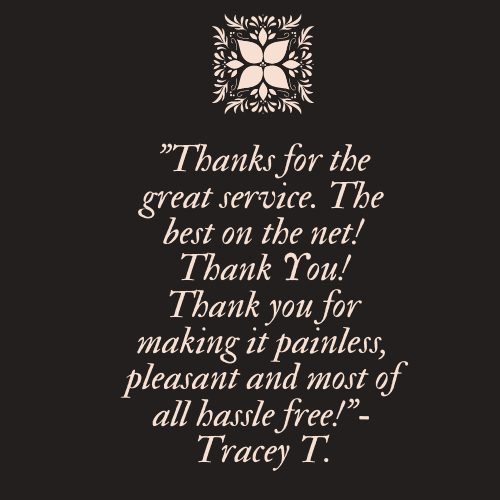 ”Thanks for the
great service. The
best on the net!
Thank You!
Thank you for
making it painless,
pleasant and most of
all hassle free!”-
Tracey T.